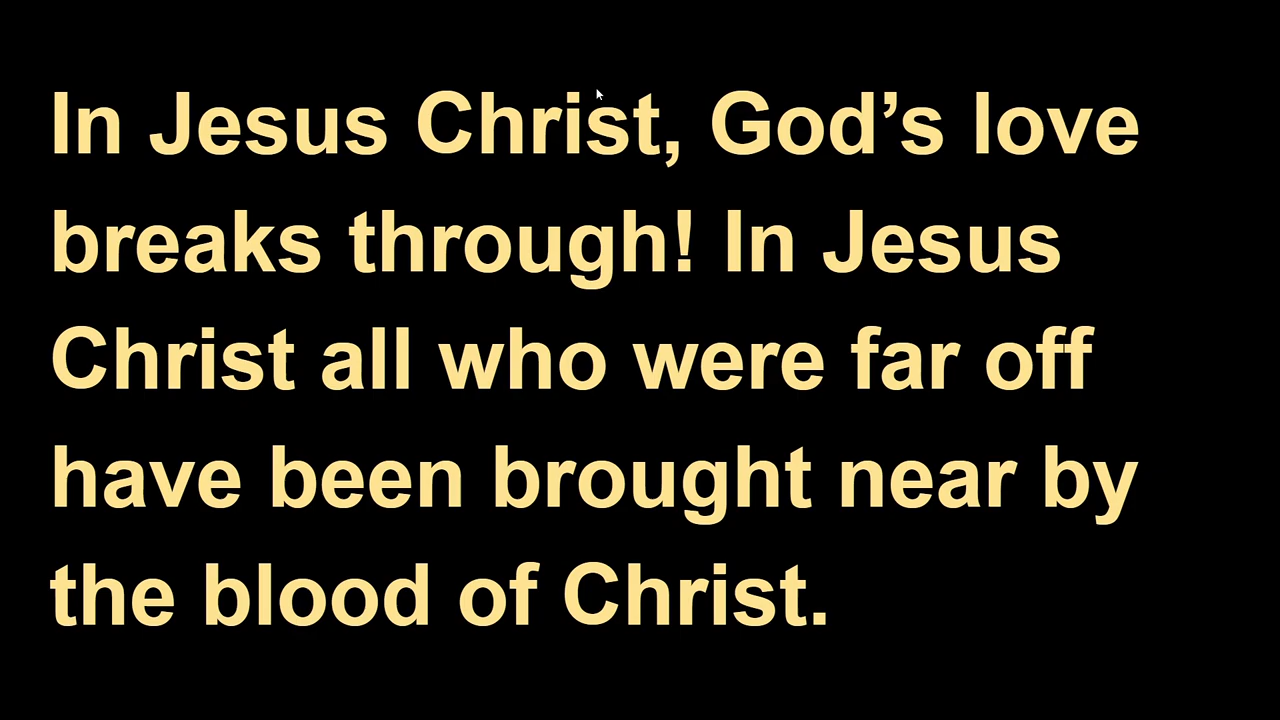 In Jesus Christ, God’s love
breaks through! In Jesus
Christ all who were far off
have been brought near by
the blood of Christ.